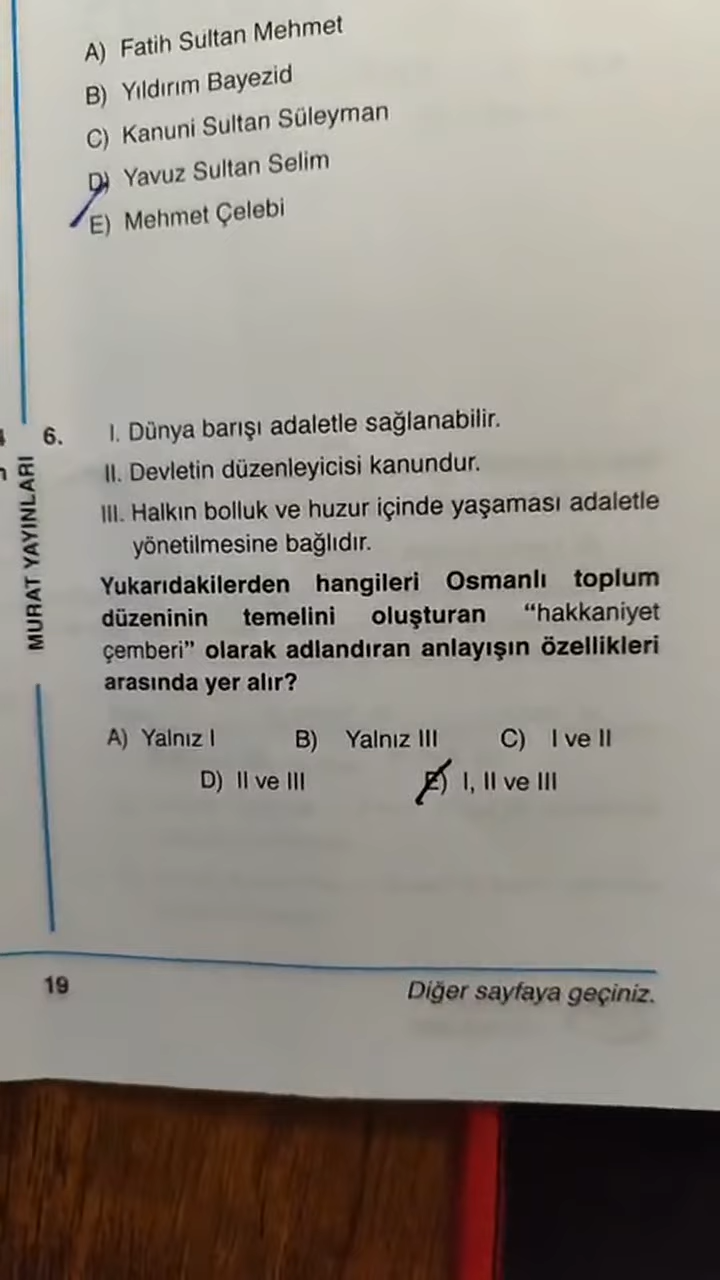 A) Fatih Sultan Mehmet
B) Yıldırım Bayezid
C) Kanuni Sultan Süleyman
D) Yavuz Sultan Selim
E) Mehmet Çelebi
MURAT YAYINLARI
6. I. Dünya barışı adaletle sağlanabilir.
II. Devletin düzenleyicisi kanundur.
III. Halkın bolluk ve huzur içinde yaşaması adaletle
yönetilmesine bağlıdır.
Yukarıdakilerden hangileri Osmanlı toplum
düzeninin temelini oluşturan “hakkaniyet
çemberi” olarak adlandıran anlayışın özellikleri
arasında yer alır?
A) Yalnız I B) Yalnız III C) I ve II
D) II ve III E) I, II ve III
19 Diğer sayfaya geçiniz.